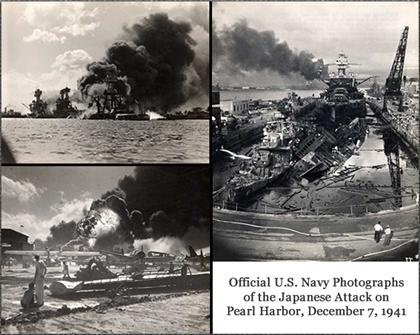 Official U.S. Navy Photographs
of the Japanese Attack on
Pearl Harbor, December 7, 1941